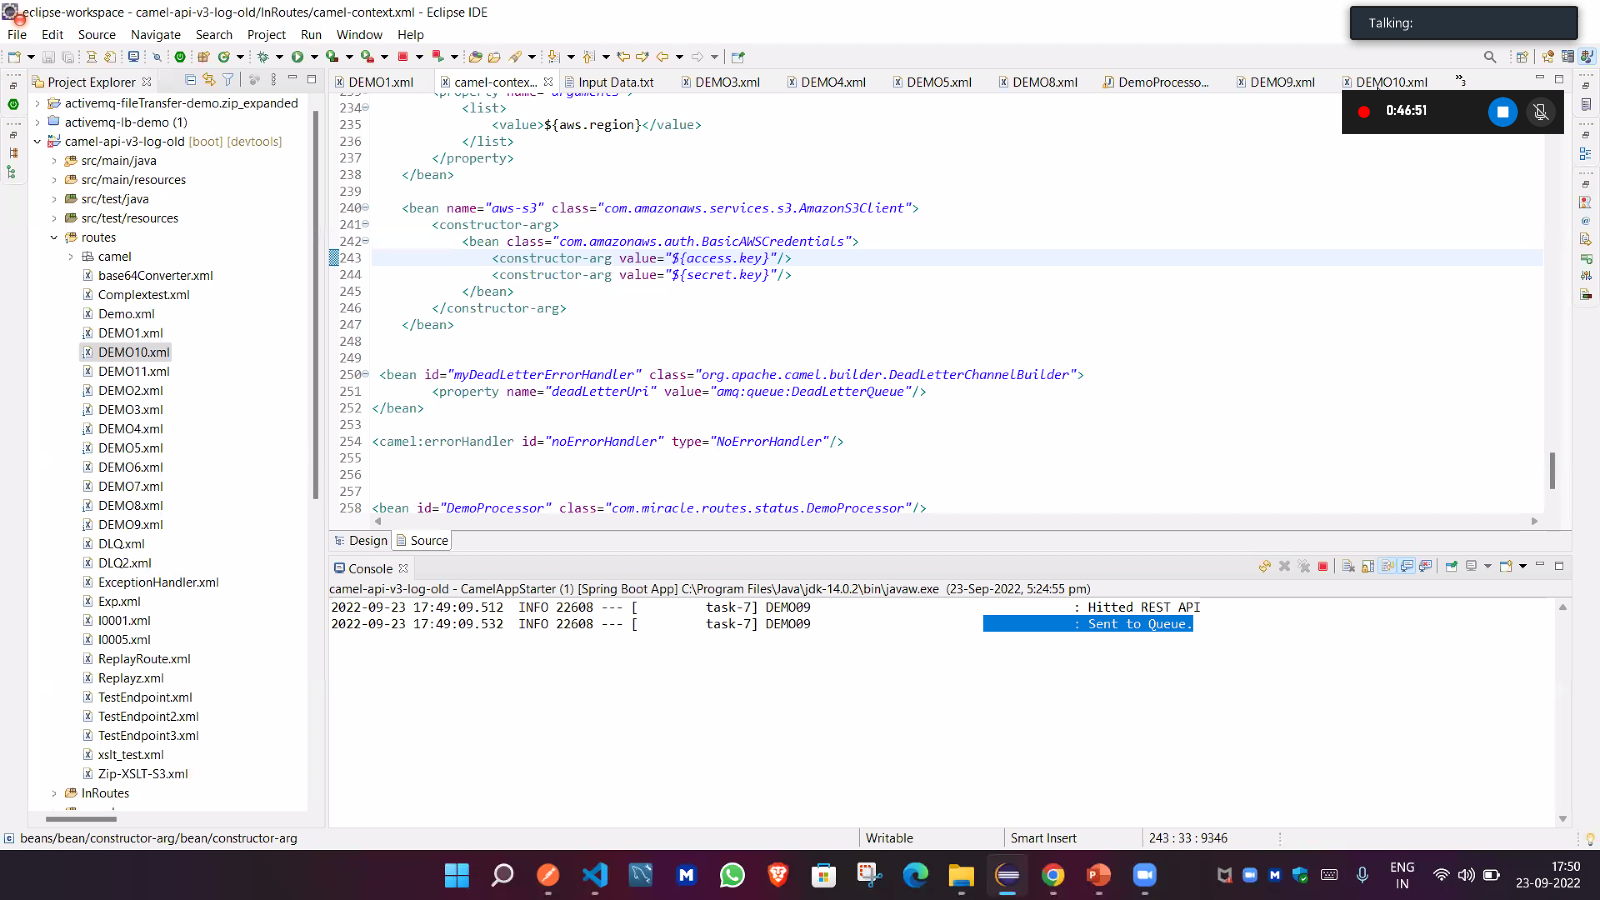 eclipse-workspace - camel-api-v3-log-old/InRoutes/camel-context.xml - Eclipse IDE
Talking:
File Edit Source Navigate Search Project Run Window Help
Project Explorer
DEMO1.xml
camel-contex...
Input Data.txt
DEMO3.xml
DEMO4.xml
DEMO5.xml
DEMO8.xml
DemoProcesso...
DEMO9.xml
DEMO10.xml
»3
0:46:51
activemq-fileTransfer-demo.zip_expanded
activemq-lb-demo (1)
camel-api-v3-log-old [boot] [devtools]
src/main/java
src/main/resources
src/test/java
src/test/resources
routes
camel
base64Converter.xml
Complextest.xml
Demo.xml
DEMO1.xml
DEMO10.xml
DEMO11.xml
DEMO2.xml
DEMO3.xml
DEMO4.xml
DEMO5.xml
DEMO6.xml
DEMO7.xml
DEMO8.xml
DEMO9.xml
DLQ.xml
DLQ2.xml
ExceptionHandler.xml
Exp.xml
I0001.xml
I0005.xml
ReplayRoute.xml
Replayz.xml
TestEndpoint.xml
TestEndpoint2.xml
TestEndpoint3.xml
xslt_test.xml
Zip-XSLT-S3.xml
InRoutes
233 <property name="arguments">
234 <list>
235 <value>${aws.region}</value>
236 </list>
237 </property>
238 </bean>
239
240 <bean name="aws-s3" class="com.amazonaws.services.s3.AmazonS3Client">
241 <constructor-arg>
242 <bean class="com.amazonaws.auth.BasicAWSCredentials">
243 <constructor-arg value="${access.key}"/>
244 <constructor-arg value="${secret.key}"/>
245 </bean>
246 </constructor-arg>
247 </bean>
248
249
250 <bean id="myDeadLetterErrorHandler" class="org.apache.camel.builder.DeadLetterChannelBuilder">
251 <property name="deadLetterUri" value="amq:queue:DeadLetterQueue"/>
252 </bean>
253
254 <camel:errorHandler id="noErrorHandler" type="NoErrorHandler"/>
255
256
257
258 <bean id="DemoProcessor" class="com.miracle.routes.status.DemoProcessor"/>
Design Source
Console
camel-api-v3-log-old - CamelAppStarter (1) [Spring Boot App] C:\Program Files\Java\jdk-14.0.2\bin\javaw.exe (23-Sep-2022, 5:24:55 pm)
2022-09-23 17:49:09.512 INFO 22608 --- [ task-7] DEMO09 : Hitted REST API
2022-09-23 17:49:09.532 INFO 22608 --- [ task-7] DEMO09 : Sent to Queue.
beans/bean/constructor-arg/bean/constructor-arg
Writable
Smart Insert
243 : 33 : 9346
ENG
IN
17:50
23-09-2022